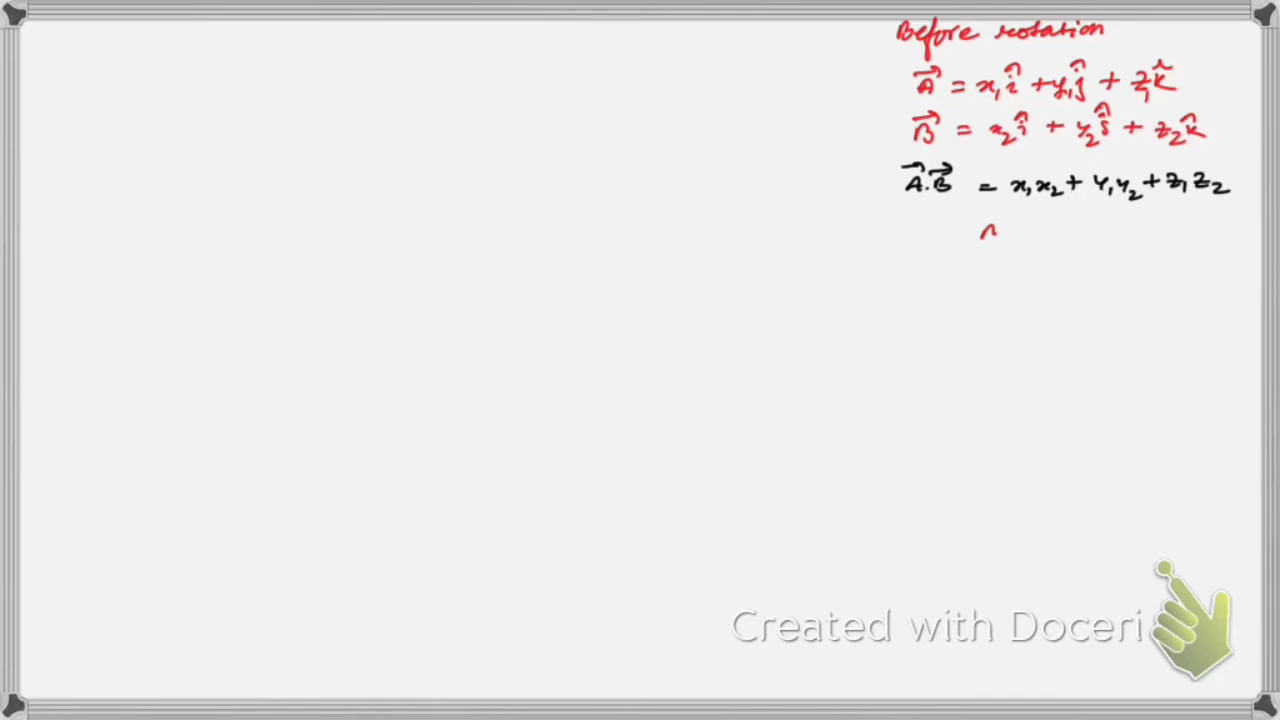 Before rotation
A⃗ = x₁î + y₁ĵ + z₁k̂
B⃗ = x₂î + y₂ĵ + z₂k̂
A⃗.B⃗ = x₁x₂ + y₁y₂ + z₁z₂
Created with Doceri